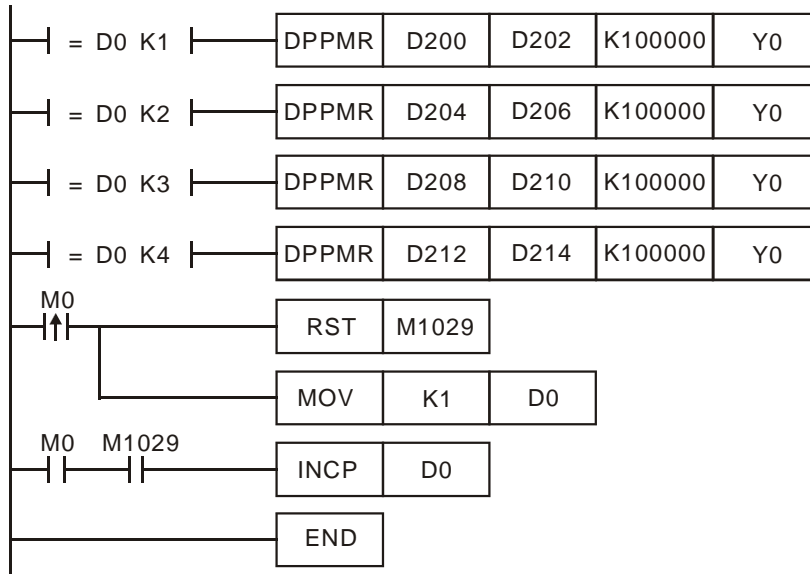 = D0 K1 DPPMR D200 D202 K100000 Y0
= D0 K2 DPPMR D204 D206 K100000 Y0
= D0 K3 DPPMR D208 D210 K100000 Y0
= D0 K4 DPPMR D212 D214 K100000 Y0
M0
RST M1029
MOV K1 D0
M0 M1029
INCP D0
END